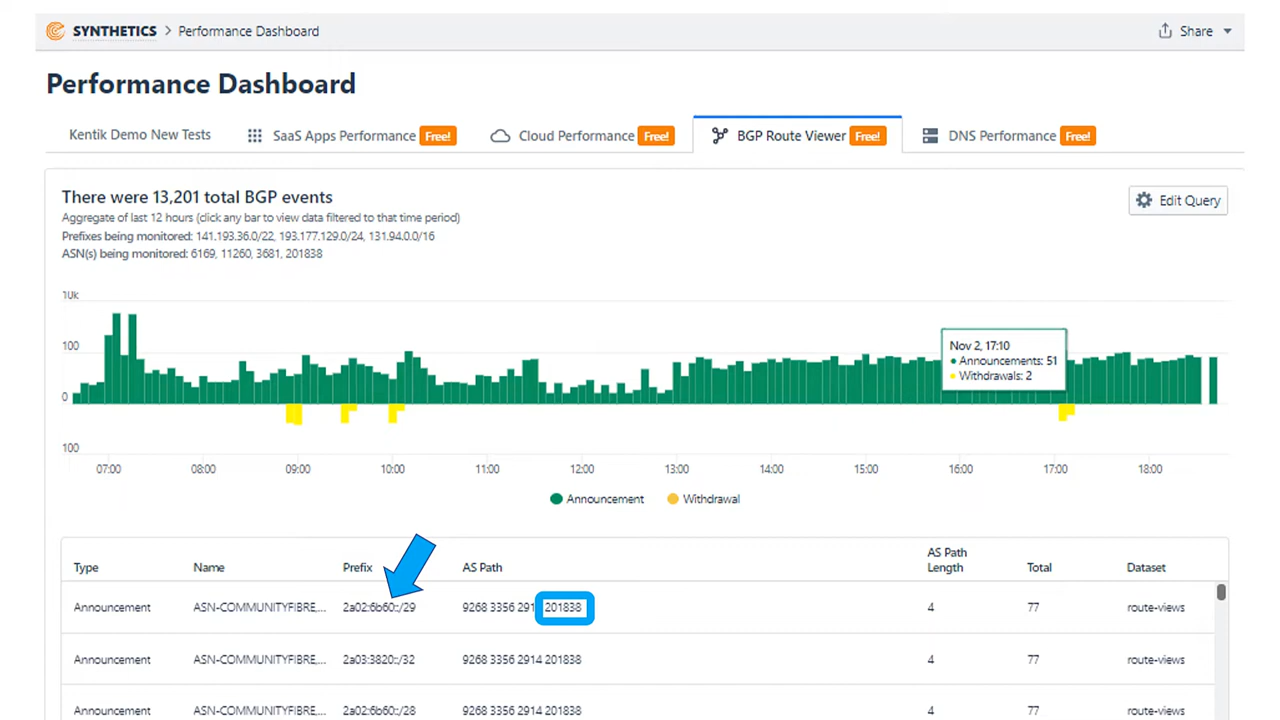 SYNTHETICS > Performance Dashboard
Share
Performance Dashboard
Kentik Demo New Tests
SaaS Apps Performance Free!
Cloud Performance Free!
BGP Route Viewer Free!
DNS Performance Free!
There were 13,201 total BGP events
Edit Query
Aggregate of last 12 hours (click any bar to view data filtered to that time period)
Prefixes being monitored: 141.193.36.0/22, 193.177.129.0/24, 131.94.0.0/16
ASN(s) being monitored: 6169, 11260, 3681, 201838
10k
100
0
100
Nov 2, 17:10
Announcements: 51
Withdrawals: 2
07:00 08:00 09:00 10:00 11:00 12:00 13:00 14:00 15:00 16:00 17:00 18:00
Announcement Withdrawal
Type Name Prefix AS Path AS Path Length Total Dataset
Announcement ASN-COMMUNITYFIBRE,... 2a02:6b60::/29 9268 3356 2914 201838 4 77 route-views
Announcement ASN-COMMUNITYFIBRE,... 2a03:3820::/32 9268 3356 2914 201838 4 77 route-views
Announcement ASN-COMMUNITYFIBRE,... 2a02:6b60::/28 9268 3356 2914 201838 4 77 route-views